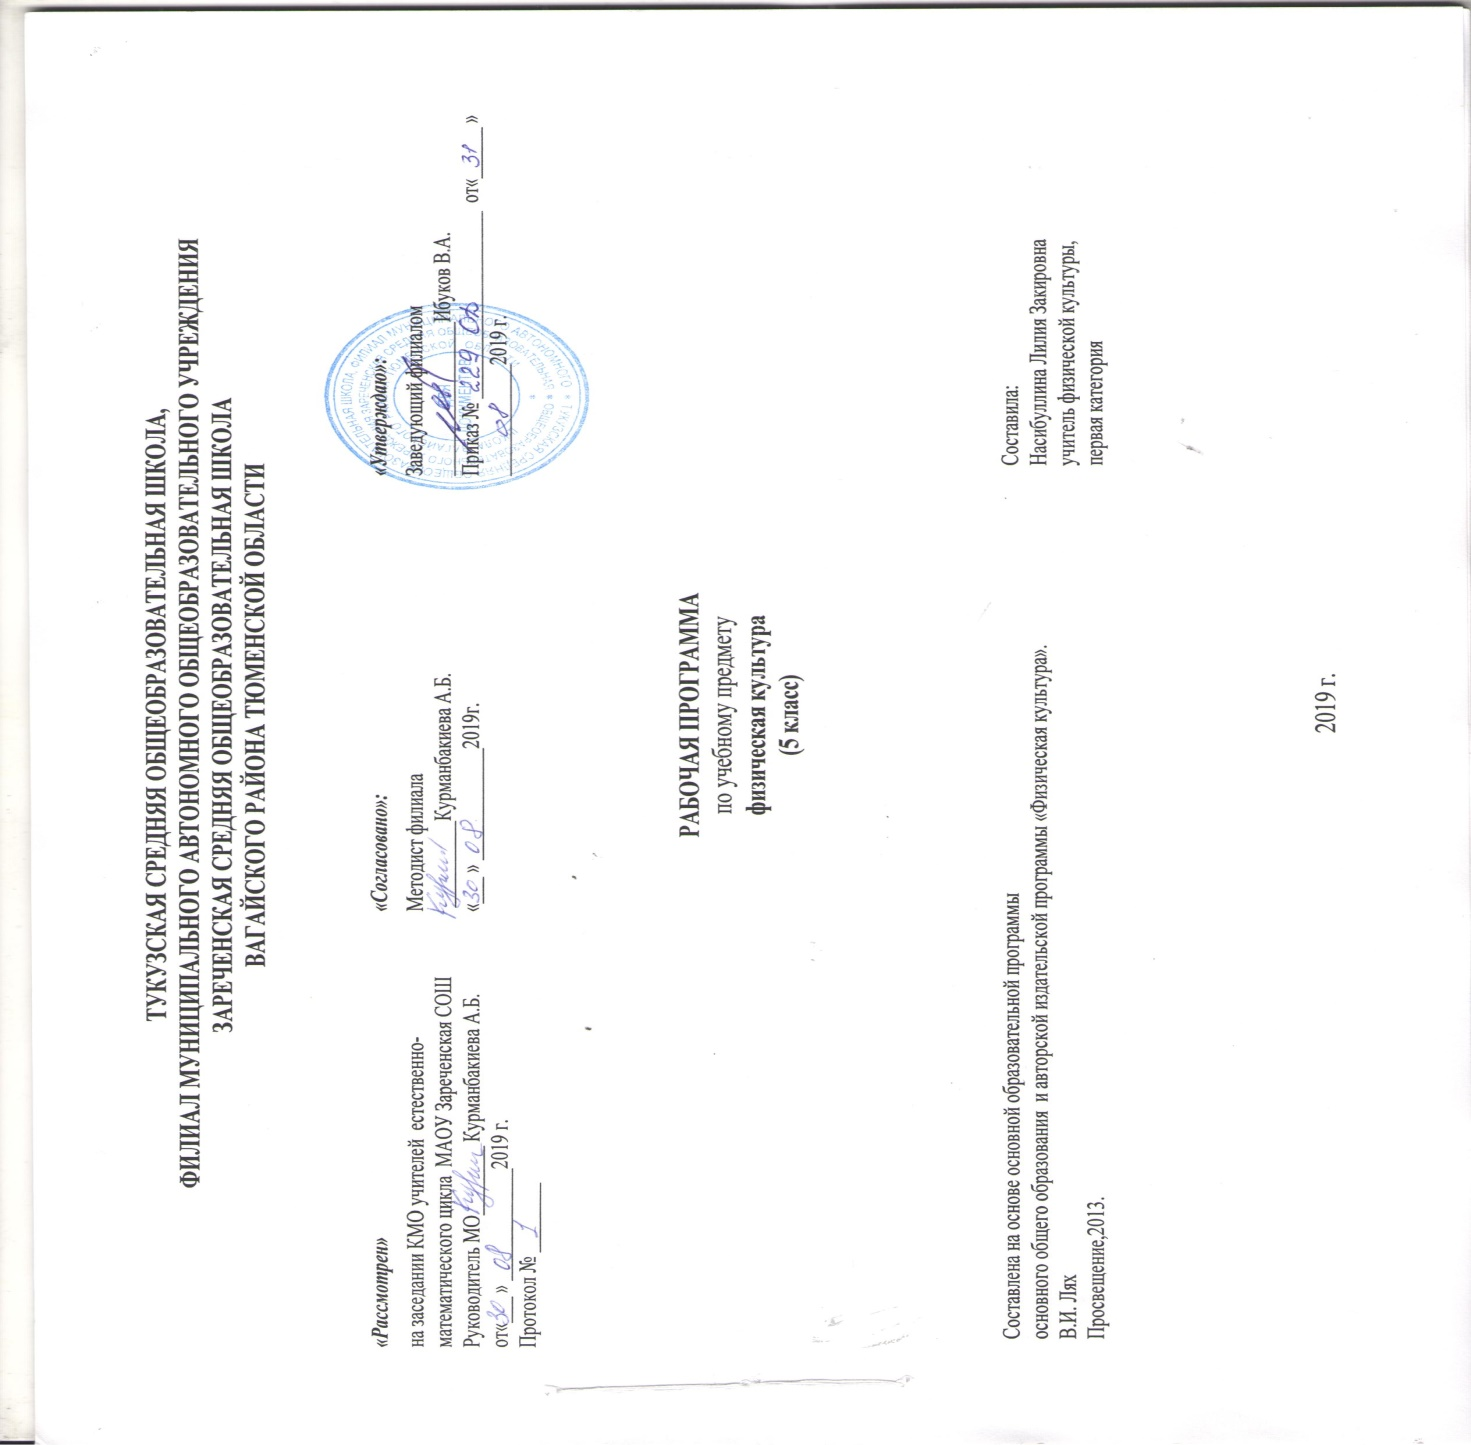 ТУКУЗСКАЯ СРЕДНЯЯ ОБЩЕОБРАЗОВАТЕЛЬНАЯ ШКОЛА,
ФИЛИАЛ МУНИЦИПАЛЬНОГО АВТОНОМНОГО ОБЩЕОБРАЗОВАТЕЛЬНОГО УЧРЕЖДЕНИЯ
ЗАРЕЧЕНСКАЯ СРЕДНЯЯ ОБЩЕОБРАЗОВАТЕЛЬНАЯ ШКОЛА
ВАГАЙСКОГО РАЙОНА ТЮМЕНСКОЙ ОБЛАСТИ
«Рассмотрен»
на заседании КМО учителей естественно-
математического цикла МАОУ Зареченская СОШ
Руководитель МО Курманбакиева А.Б.
от«30 » 08 2019 г.
Протокол № 1
«Согласовано»:
Методист филиала
Курманбакиева А.Б.
«30 » 08 2019г.
«Утверждаю»:
Заведующий филиалом
Ибуков В.А.
Приказ № 229 ОД от« 31 »
08 2019 г.
РАБОЧАЯ ПРОГРАММА
по учебному предмету
физическая культура
(5 класс)
Составлена на основе основной образовательной программы
основного общего образования и авторской издательской программы «Физическая культура».
В.И. Лях
Просвещение,2013.
Составила:
Насибуллина Лилия Закировна
учитель физической культуры,
первая категория
2019 г.